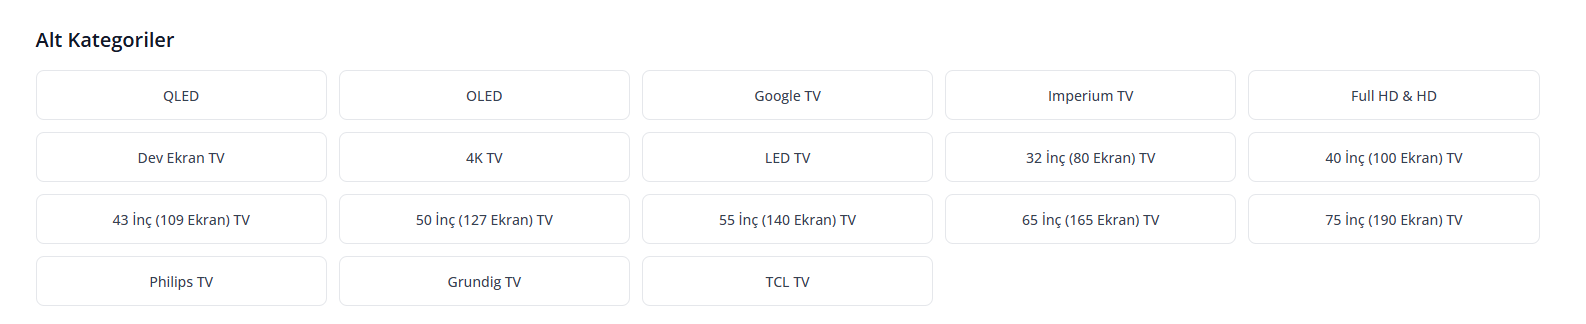 Alt Kategoriler
QLED
OLED
Google TV
Imperium TV
Full HD & HD
Dev Ekran TV
4K TV
LED TV
32 İnç (80 Ekran) TV
40 İnç (100 Ekran) TV
43 İnç (109 Ekran) TV
50 İnç (127 Ekran) TV
55 İnç (140 Ekran) TV
65 İnç (165 Ekran) TV
75 İnç (190 Ekran) TV
Philips TV
Grundig TV
TCL TV